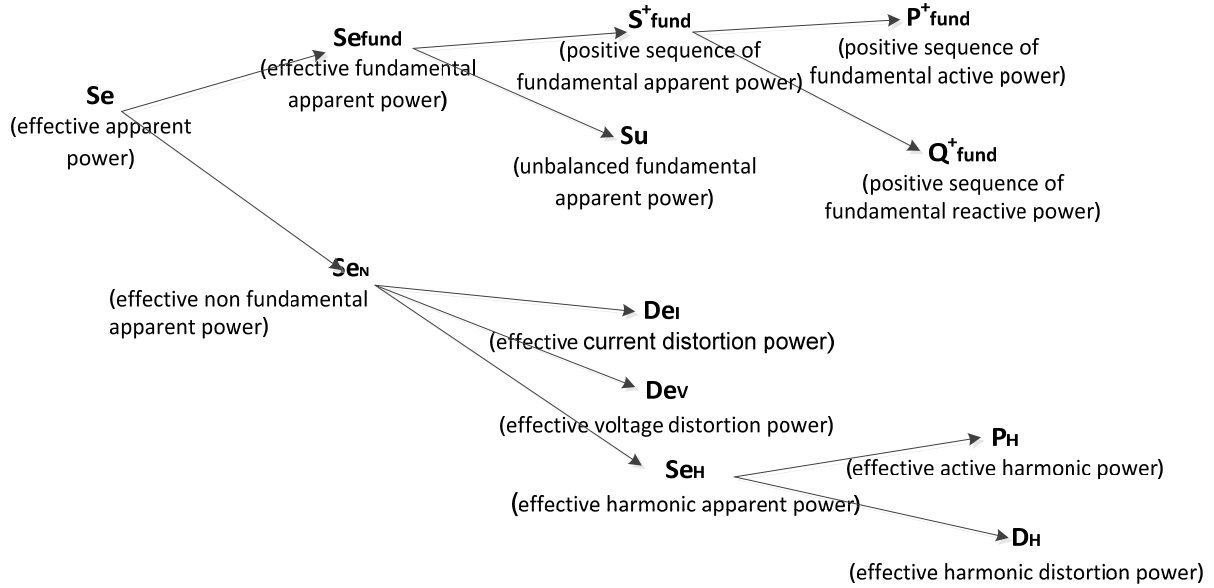 Se
(effective apparent
power)
Sefund
(effective fundamental
apparent power)
S+fund
(positive sequence of
fundamental apparent power)
P+fund
(positive sequence of
fundamental active power)
Q+fund
(positive sequence of
fundamental reactive power)
Su
(unbalanced fundamental
apparent power)
SeN
(effective non fundamental
apparent power)
DeI
(effective current distortion power)
DeV
(effective voltage distortion power)
SeH
(effective harmonic apparent power)
PH
(effective active harmonic power)
DH
(effective harmonic distortion power)